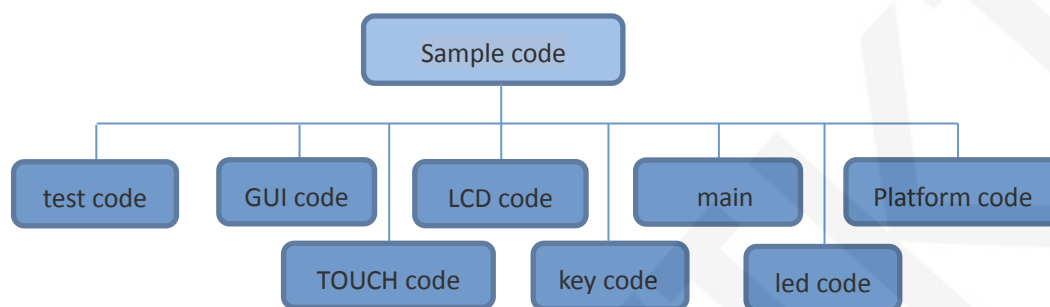 Sample code
test code
GUI code
LCD code
main
Platform code
TOUCH code
key code
led code